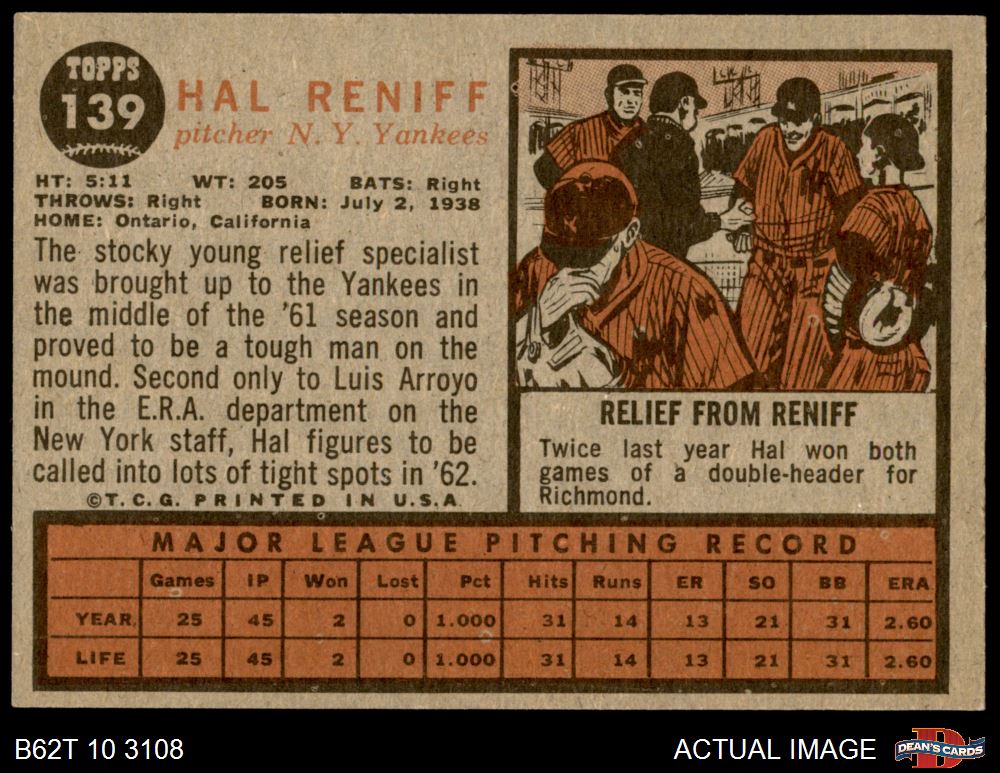 TOPPS
139
HAL RENIFF
pitcher N. Y. Yankees
HT: 5:11 WT: 205 BATS: Right
THROWS: Right BORN: July 2, 1938
HOME: Ontario, California
The stocky young relief specialist
was brought up to the Yankees in
the middle of the '61 season and
proved to be a tough man on the
mound. Second only to Luis Arroyo
in the E.R.A. department on the
New York staff, Hal figures to be
called into lots of tight spots in '62.
©T.C.G. PRINTED IN U.S.A.
RELIEF FROM RENIFF
Twice last year Hal won both
games of a double-header for
Richmond.
MAJOR LEAGUE PITCHING RECORD
Games IP Won Lost Pct Hits Runs ER SO BB ERA
YEAR 25 45 2 0 1.000 31 14 13 21 31 2.60
LIFE 25 45 2 0 1.000 31 14 13 21 31 2.60
B62T 10 3108
ACTUAL IMAGE
DEAN'S CARDS